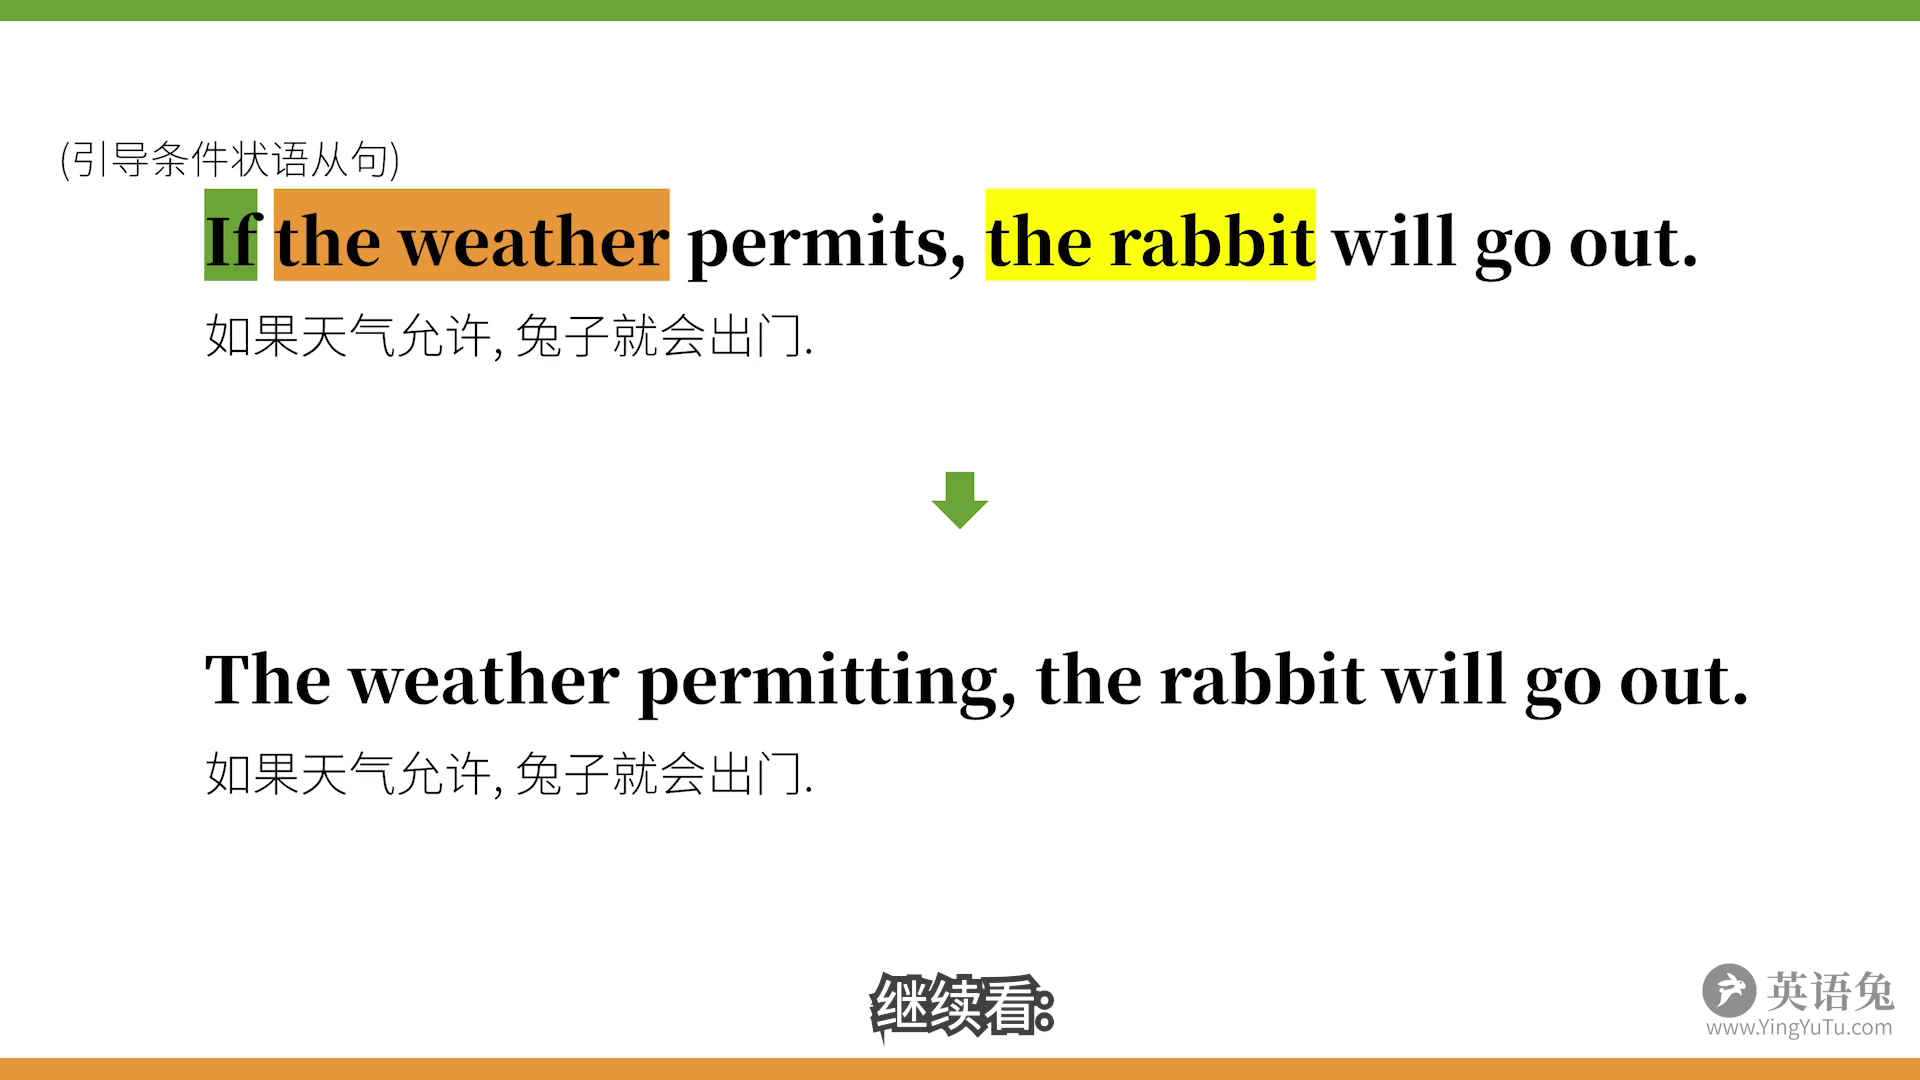 (引导条件状语从句)
If the weather permits, the rabbit will go out.
如果天气允许, 兔子就会出门.
The weather permitting, the rabbit will go out.
如果天气允许, 兔子就会出门.
继续看:
英语兔
www.YingYuTu.com